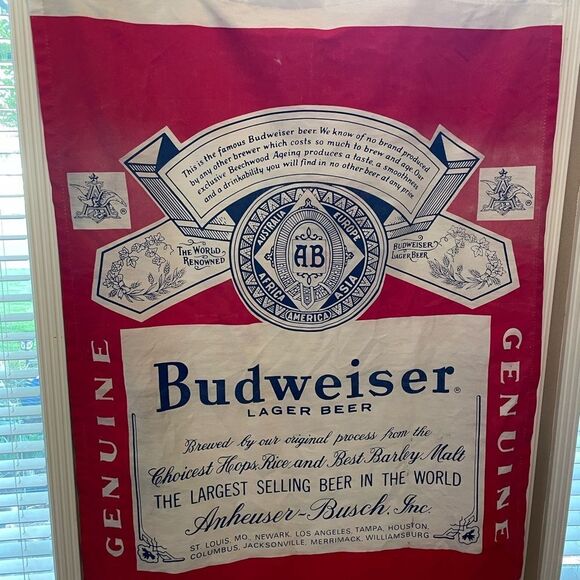 This is the famous Budweiser beer. We know of no brand produced
by any other brewer which costs so much to brew and age. Our
exclusive Beechwood Ageing produces a taste, a smoothness
and a drinkability you will find in no other beer at any price
THE WORLD
RENOWNED
BUDWEISER
LAGER BEER
AUSTRALIA
EUROPE
AB
AFRICA
ASIA
AMERICA
GENUINE
GENUINE
Budweiser®
LAGER BEER
Brewed by our original process from the
Choicest Hops, Rice and Best Barley Malt
THE LARGEST SELLING BEER IN THE WORLD
Anheuser-Busch, Inc.
ST. LOUIS, MO., NEWARK, LOS ANGELES, TAMPA, HOUSTON,
COLUMBUS, JACKSONVILLE, MERRIMACK, WILLIAMSBURG